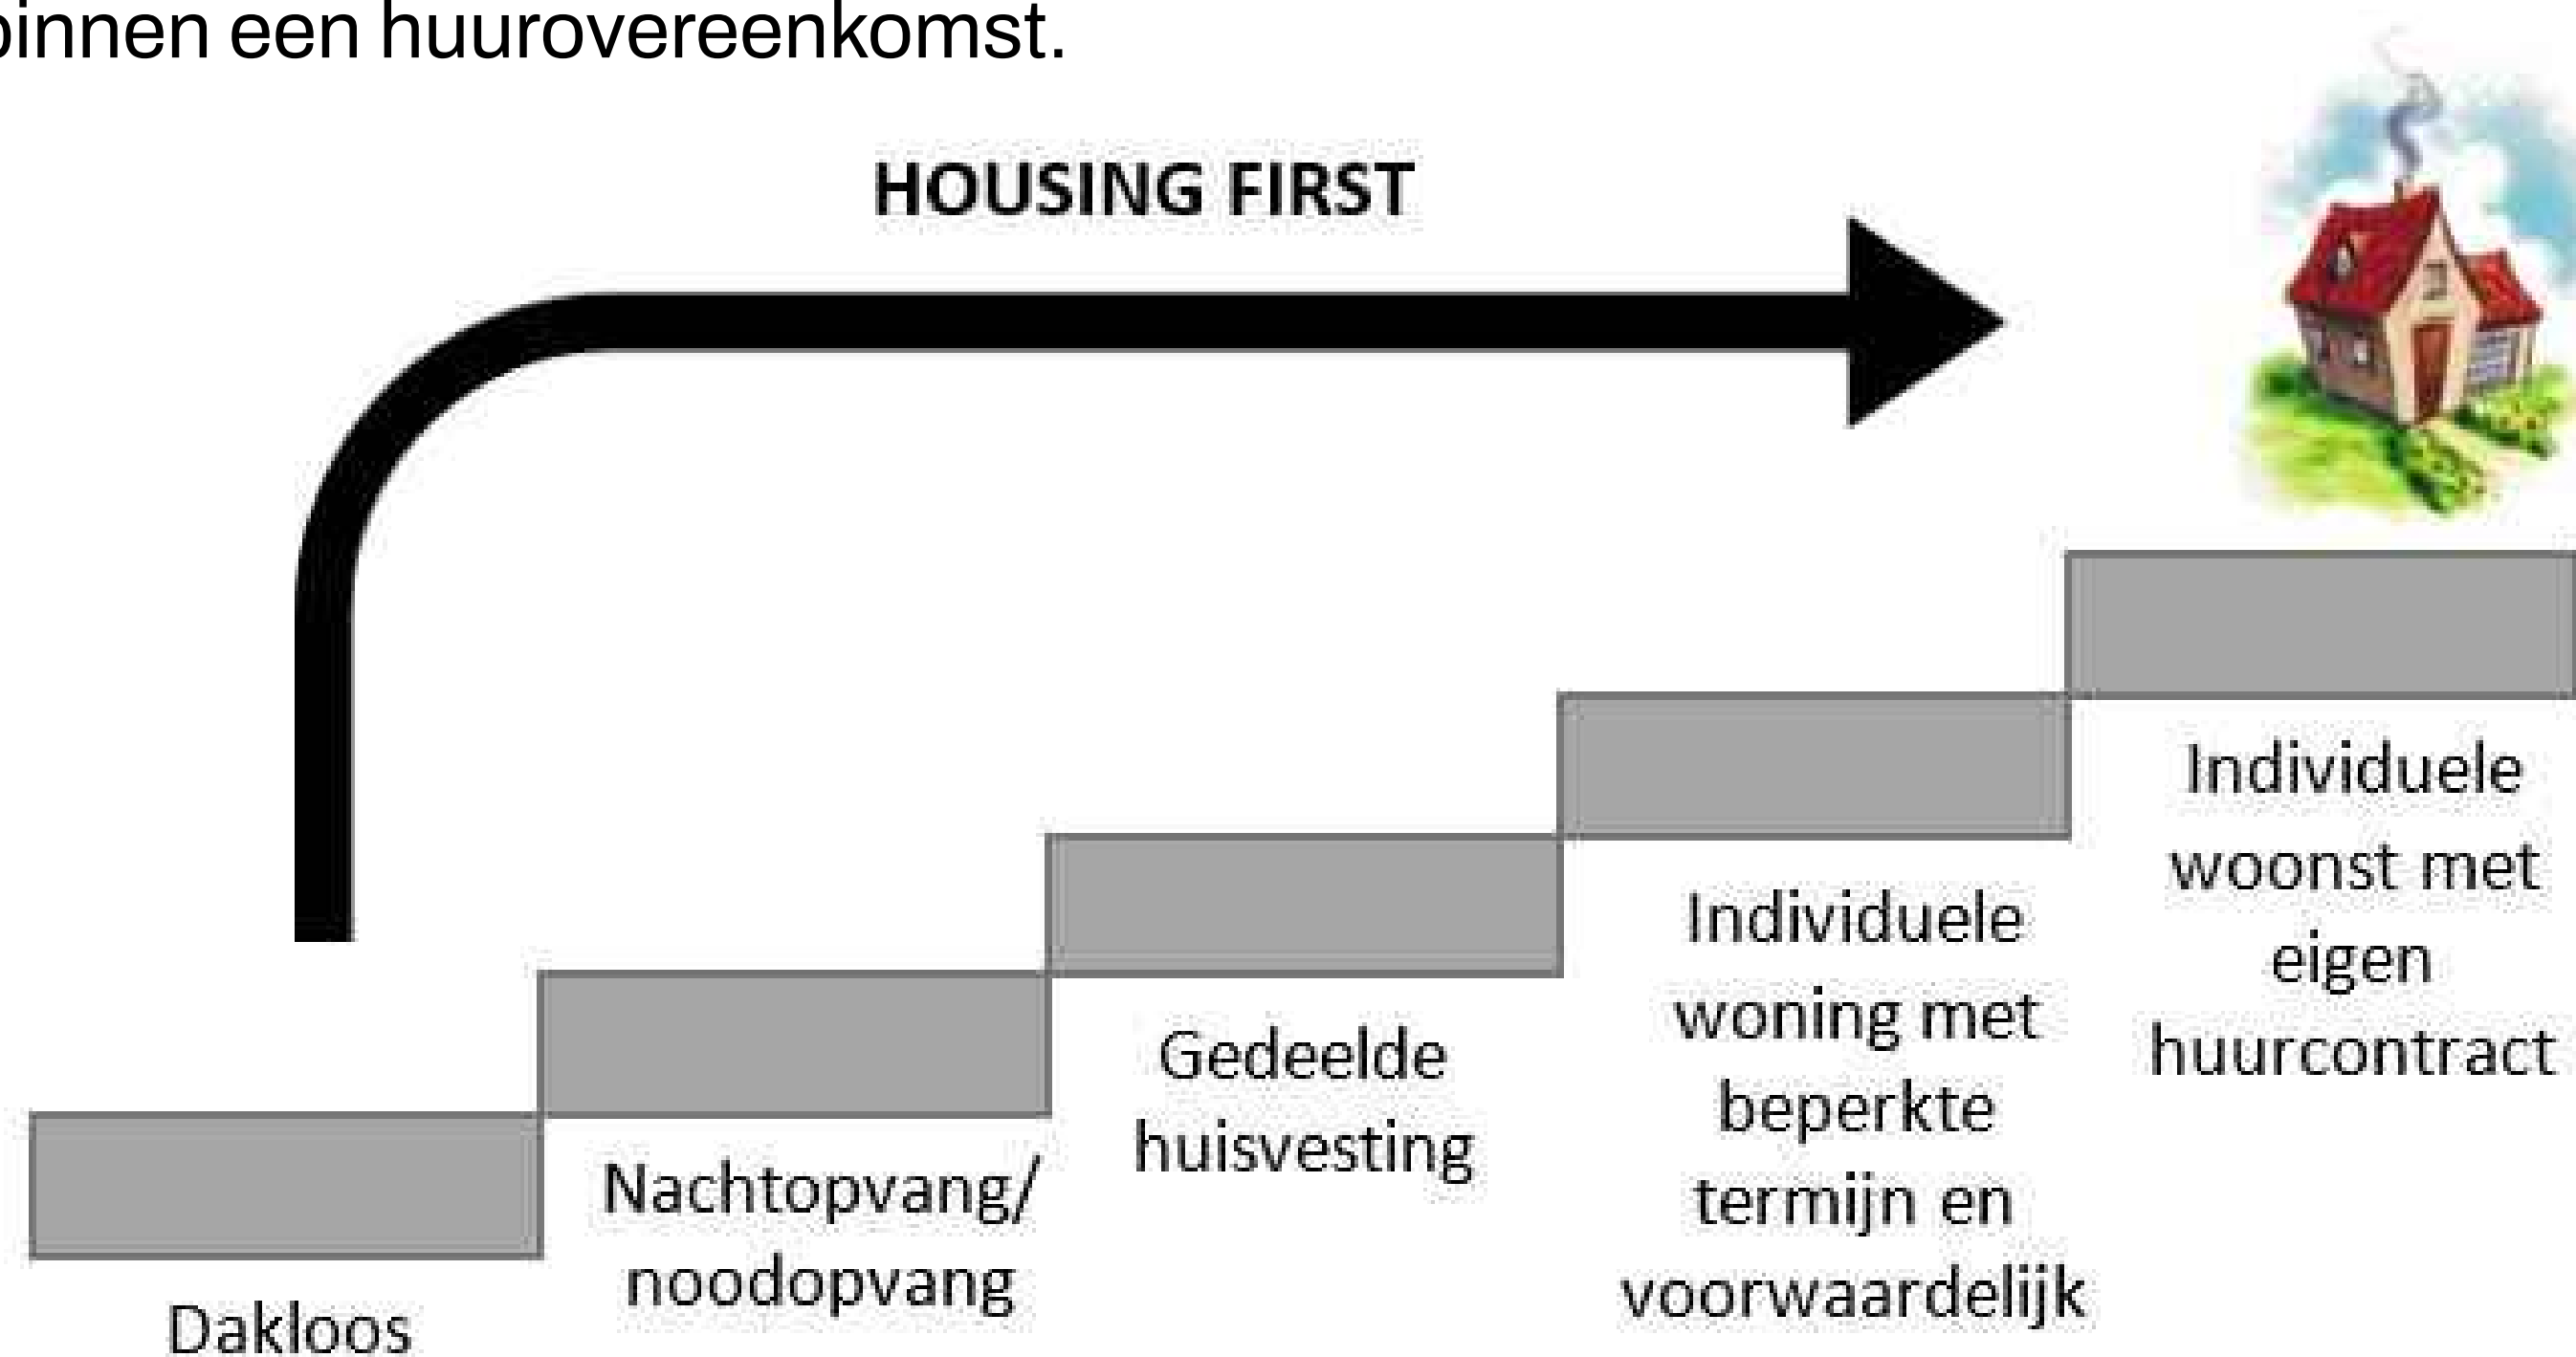 binnen een huurovereenkomst.
HOUSING FIRST
Dakloos
Nachtopvang/
noodopvang
Gedeelde
huisvesting
Individuele
woning met
beperkte
termijn en
voorwaardelijk
Individuele
woonst met
eigen
huurcontract